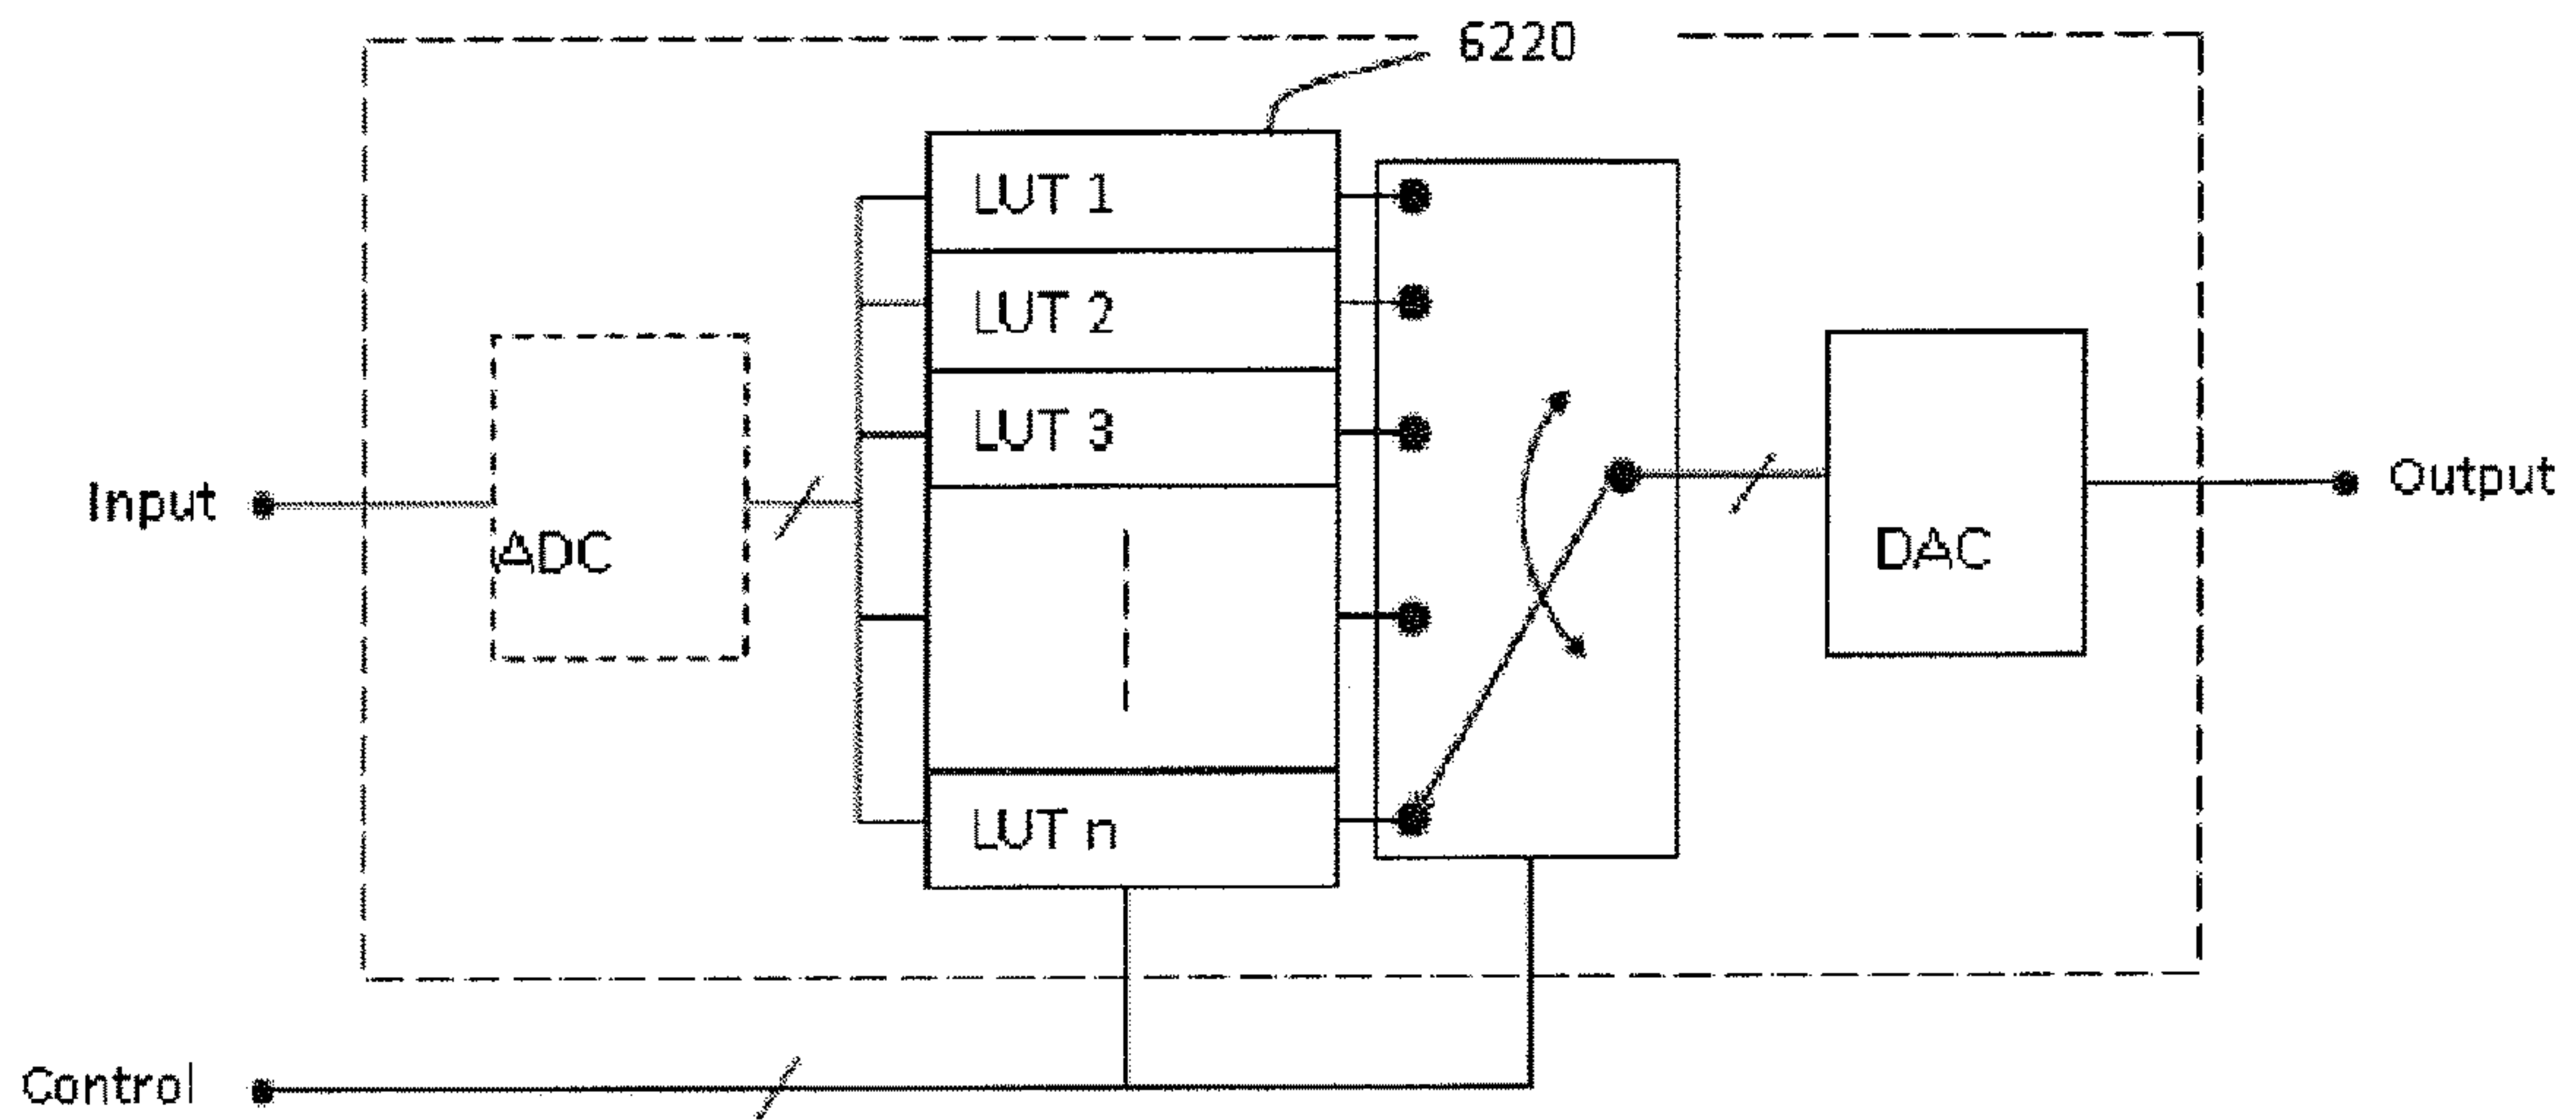 6220
LUT 1
LUT 2
LUT 3
Input
ADC
DAC
Output
LUT n
Control